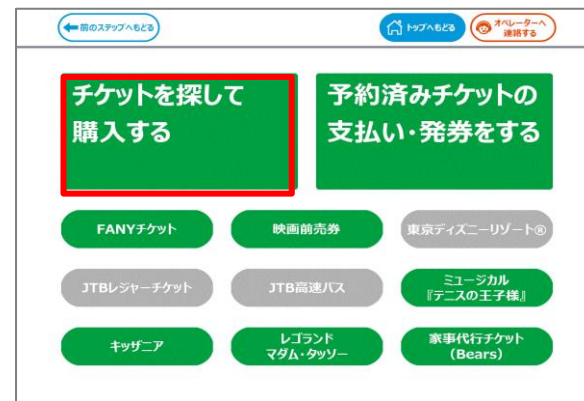 前のステップへもどる
トップへもどる
オペレーターへ
連絡する
チケットを探して
購入する
予約済みチケットの
支払い・発券をする
FANYチケット
映画前売券
東京ディズニーリゾート®
JTBレジャーチケット
JTB高速バス
ミュージカル
『テニスの王子様』
キッザニア
レゴランド
マダム・タッソー
家事代行チケット
(Bears)